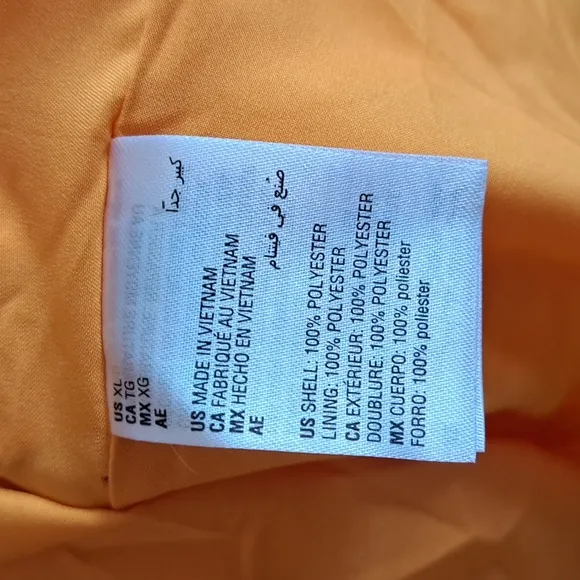 US XL
CA TG
MX XG
AE كبير جدًا
US MADE IN VIETNAM
CA FABRIQUÉ AU VIETNAM
MX HECHO EN VIETNAM
AE صُنع في فيتنام
US SHELL: 100% POLYESTER
LINING: 100% POLYESTER
CA EXTÉRIEUR: 100% POLYESTER
DOUBLURE: 100% POLYESTER
MX CUERPO: 100% poliester
FORRO: 100% poliester